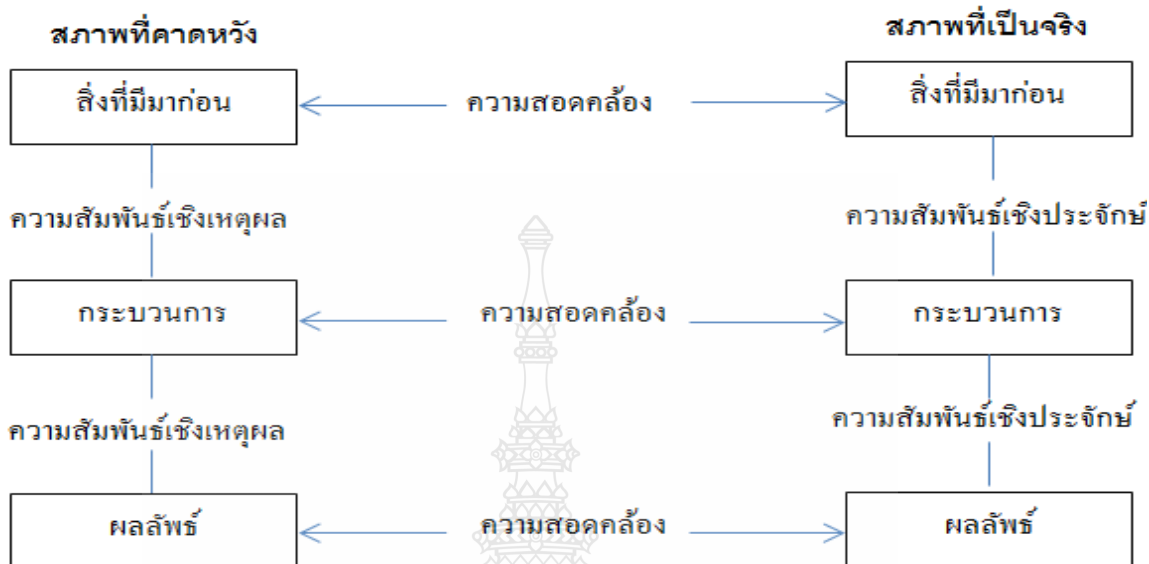 สภาพที่คาดหวัง สภาพที่เป็นจริง
สิ่งที่มีมาก่อน ความสอดคล้อง สิ่งที่มีมาก่อน
ความสัมพันธ์เชิงเหตุผล ความสัมพันธ์เชิงประจักษ์
กระบวนการ ความสอดคล้อง กระบวนการ
ความสัมพันธ์เชิงเหตุผล ความสัมพันธ์เชิงประจักษ์
ผลลัพธ์ ความสอดคล้อง ผลลัพธ์